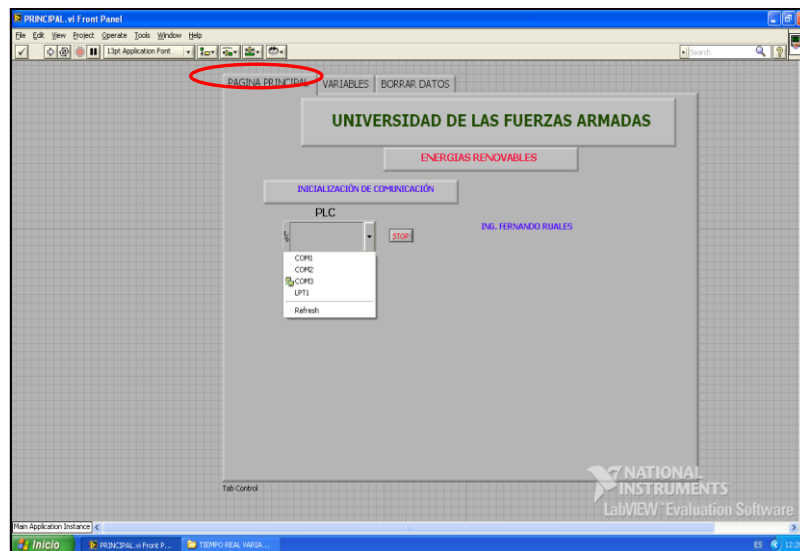 PRINCIPAL.vi Front Panel
File Edit View Project Operate Tools Window Help
13pt Application Font
Search
PAGINA PRINCIPAL VARIABLES BORRAR DATOS
UNIVERSIDAD DE LAS FUERZAS ARMADAS
ENERGIAS RENOVABLES
INICIALIZACIÓN DE COMUNICACIÓN
PLC
STOP
ING. FERNANDO RUALES
COM1
COM2
COM3
LPT1
Refresh
Tab Control
NATIONAL
INSTRUMENTS
LabVIEW™ Evaluation Software
Main Application Instance
Inicio PRINCIPAL.vi Front P... TIEMPO REAL VARIA... ES